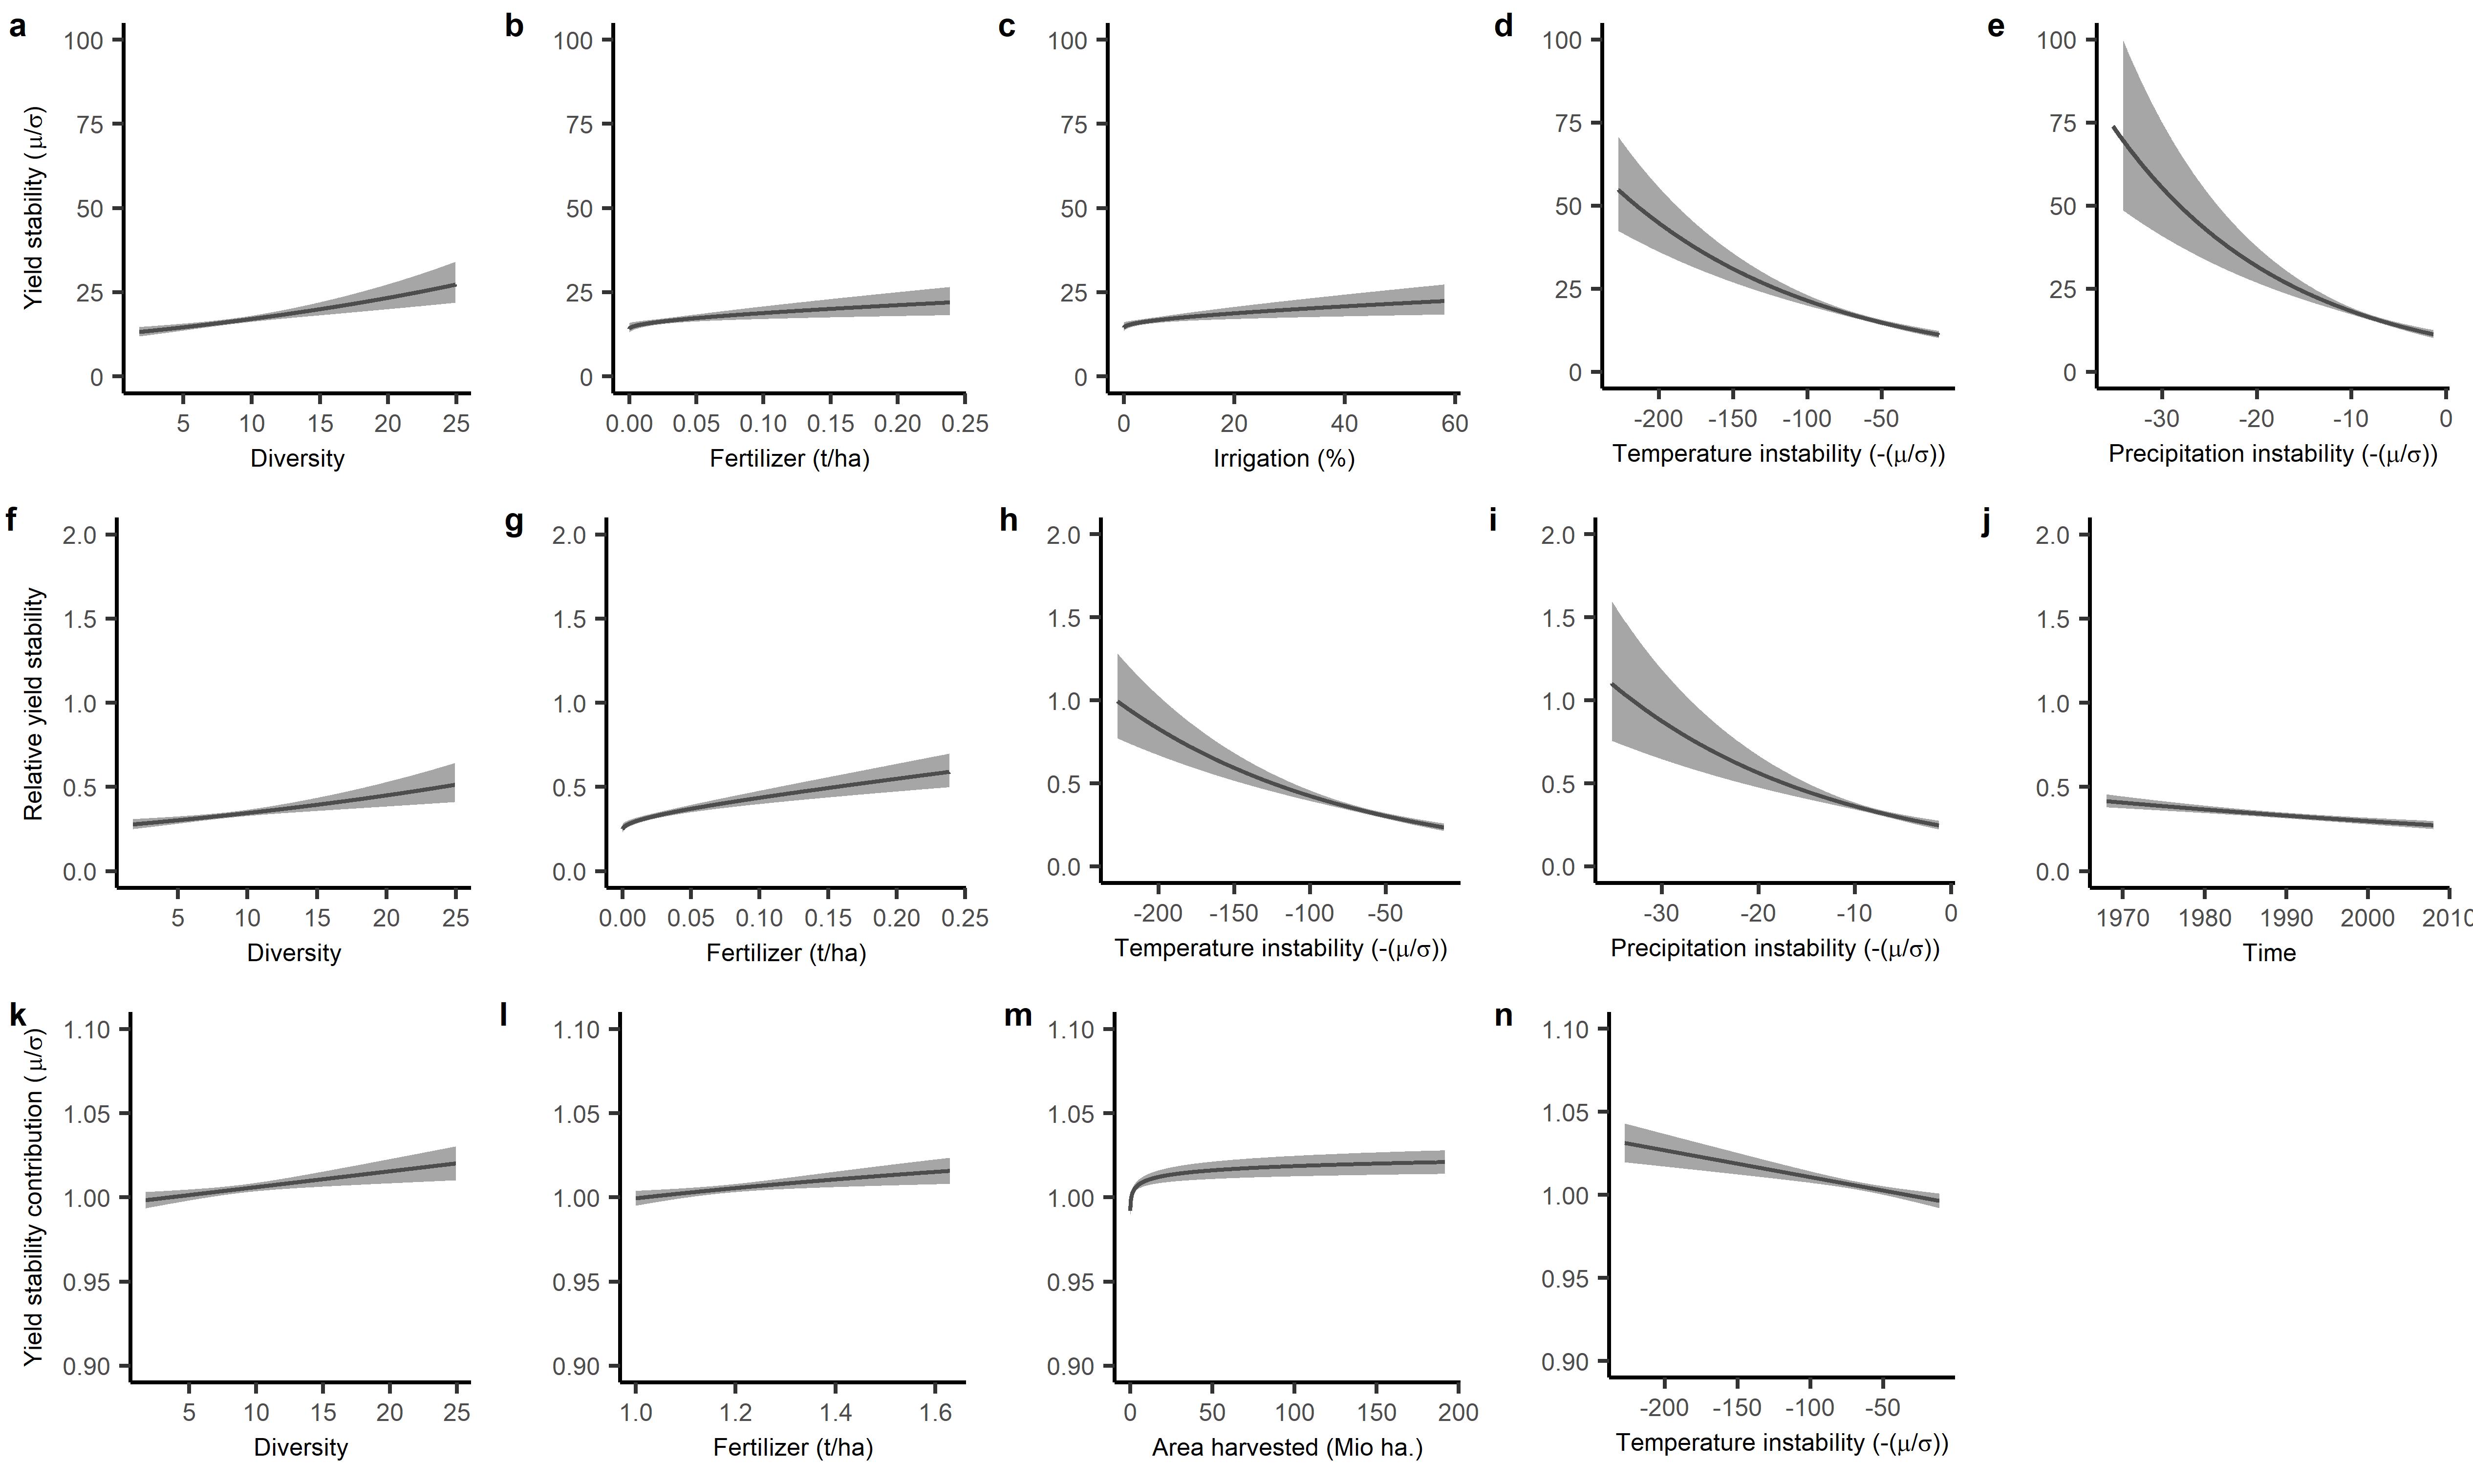 a
Yield stability (μ/σ)
100
75
50
25
0
5 10 15 20 25
Diversity
b
100
75
50
25
0
0.00 0.05 0.10 0.15 0.20 0.25
Fertilizer (t/ha)
c
100
75
50
25
0
0 20 40 60
Irrigation (%)
d
100
75
50
25
0
-200 -150 -100 -50
Temperature instability (-(μ/σ))
e
100
75
50
25
0
-30 -20 -10 0
Precipitation instability (-(μ/σ))
f
Relative yield stability
2.0
1.5
1.0
0.5
0.0
5 10 15 20 25
Diversity
g
2.0
1.5
1.0
0.5
0.0
0.00 0.05 0.10 0.15 0.20 0.25
Fertilizer (t/ha)
h
2.0
1.5
1.0
0.5
0.0
-200 -150 -100 -50
Temperature instability (-(μ/σ))
i
2.0
1.5
1.0
0.5
0.0
-30 -20 -10 0
Precipitation instability (-(μ/σ))
j
2.0
1.5
1.0
0.5
0.0
1970 1980 1990 2000 2010
Time
k
Yield stability contribution (μ/σ)
1.10
1.05
1.00
0.95
0.90
5 10 15 20 25
Diversity
l
1.10
1.05
1.00
0.95
0.90
1.0 1.2 1.4 1.6
Fertilizer (t/ha)
m
1.10
1.05
1.00
0.95
0.90
0 50 100 150 200
Area harvested (Mio ha.)
n
1.10
1.05
1.00
0.95
0.90
-200 -150 -100 -50
Temperature instability (-(μ/σ))